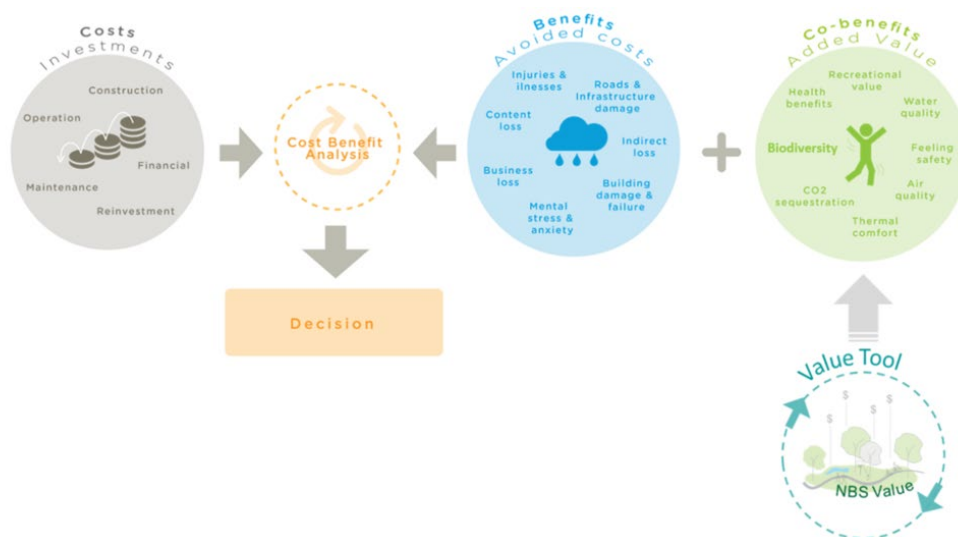 Costs
Investments
Construction
Operation
Financial
Maintenance
Reinvestment
Cost Benefit
Analysis
Decision
Benefits
Avoided costs
Injuries &
ilnesses
Roads &
Infrastructure
damage
Content
loss
Indirect
loss
Business
loss
Building
damage &
failure
Mental
stress &
anxiety
Co-benefits
Added Value
Recreational
value
Health
benefits
Water
quality
Biodiversity
Feeling
safety
CO2
sequestration
Air
quality
Thermal
comfort
Value Tool
$
$
$
$
NBS Value